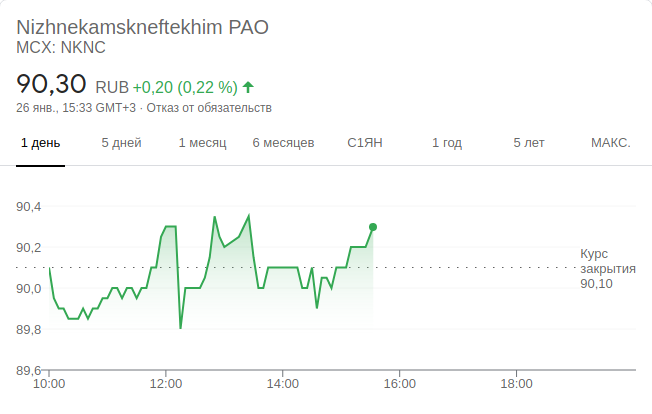 Nizhnekamskneftekhim PAO
MCX: NKNC
90,30 RUB +0,20 (0,22 %)
26 янв., 15:33 GMT+3 · Отказ от обязательств
1 день 5 дней 1 месяц 6 месяцев С1ЯН 1 год 5 лет МАКС.
90,4
90,2
Курс
закрытия
90,10
90,0
89,8
89,6
10:00 12:00 14:00 16:00 18:00